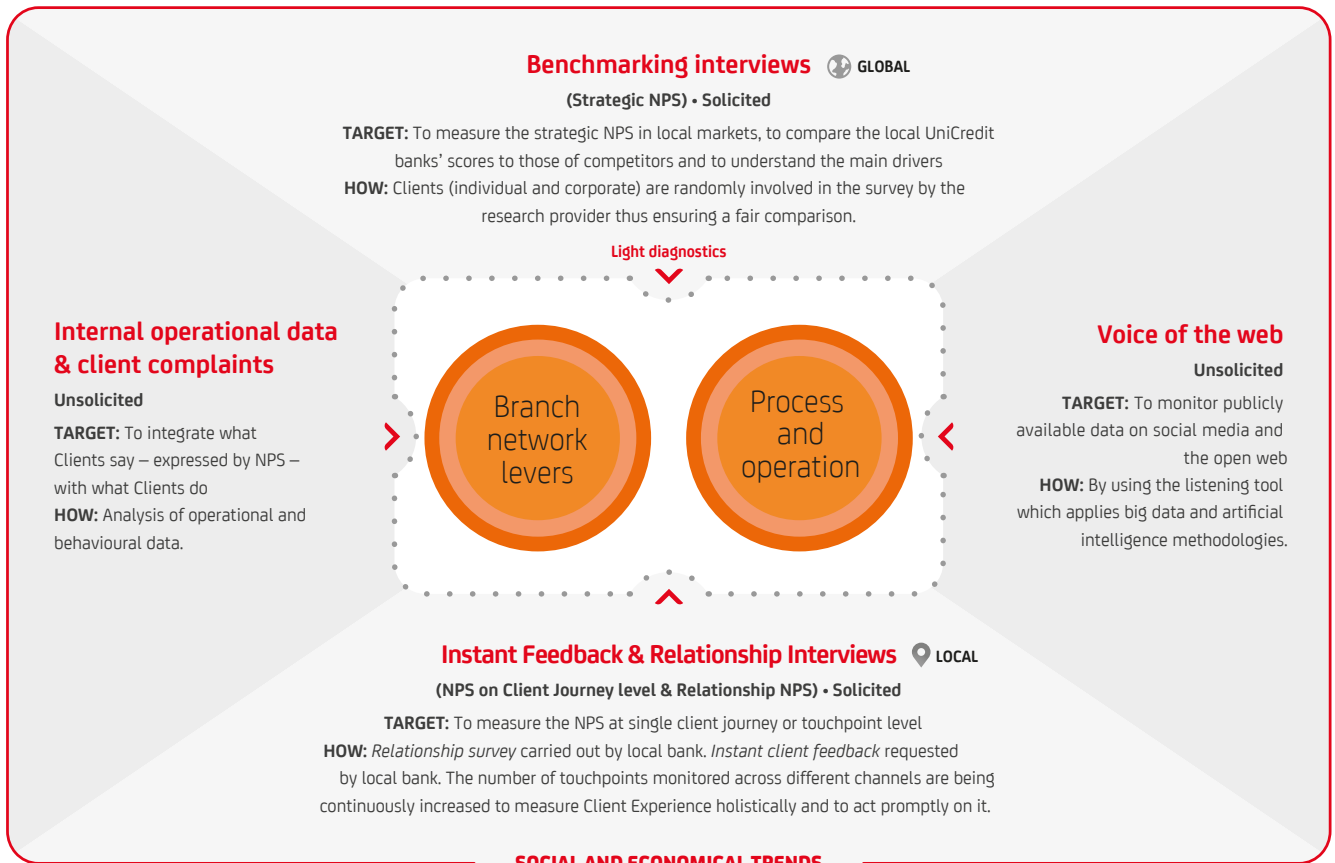 Benchmarking interviews GLOBAL
(Strategic NPS) • Solicited
TARGET: To measure the strategic NPS in local markets, to compare the local UniCredit
banks' scores to those of competitors and to understand the main drivers
HOW: Clients (individual and corporate) are randomly involved in the survey by the
research provider thus ensuring a fair comparison.
Light diagnostics
Internal operational data
& client complaints
Unsolicited
TARGET: To integrate what
Clients say – expressed by NPS –
with what Clients do
HOW: Analysis of operational and
behavioural data.
Branch
network
levers
Process
and
operation
Voice of the web
Unsolicited
TARGET: To monitor publicly
available data on social media and
the open web
HOW: By using the listening tool
which applies big data and artificial
intelligence methodologies.
Instant Feedback & Relationship Interviews LOCAL
(NPS on Client Journey level & Relationship NPS) • Solicited
TARGET: To measure the NPS at single client journey or touchpoint level
HOW: Relationship survey carried out by local bank. Instant client feedback requested
by local bank. The number of touchpoints monitored across different channels are being
continuously increased to measure Client Experience holistically and to act promptly on it.
SOCIAL AND ECONOMICAL TRENDS